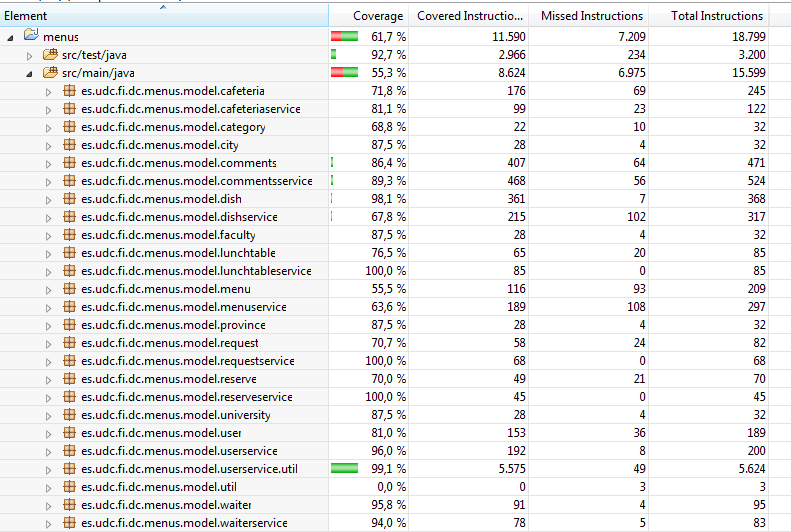 Element Coverage Covered Instructio... Missed Instructions Total Instructions
menus 61,7 % 11.590 7.209 18.799
src/test/java 92,7 % 2.966 234 3.200
src/main/java 55,3 % 8.624 6.975 15.599
es.udc.fi.dc.menus.model.cafeteria 71,8 % 176 69 245
es.udc.fi.dc.menus.model.cafeteriaservice 81,1 % 99 23 122
es.udc.fi.dc.menus.model.category 68,8 % 22 10 32
es.udc.fi.dc.menus.model.city 87,5 % 28 4 32
es.udc.fi.dc.menus.model.comments 86,4 % 407 64 471
es.udc.fi.dc.menus.model.commentsservice 89,3 % 468 56 524
es.udc.fi.dc.menus.model.dish 98,1 % 361 7 368
es.udc.fi.dc.menus.model.dishservice 67,8 % 215 102 317
es.udc.fi.dc.menus.model.faculty 87,5 % 28 4 32
es.udc.fi.dc.menus.model.lunchtable 76,5 % 65 20 85
es.udc.fi.dc.menus.model.lunchtableservice 100,0 % 85 0 85
es.udc.fi.dc.menus.model.menu 55,5 % 116 93 209
es.udc.fi.dc.menus.model.menuservice 63,6 % 189 108 297
es.udc.fi.dc.menus.model.province 87,5 % 28 4 32
es.udc.fi.dc.menus.model.request 70,7 % 58 24 82
es.udc.fi.dc.menus.model.requestservice 100,0 % 68 0 68
es.udc.fi.dc.menus.model.reserve 70,0 % 49 21 70
es.udc.fi.dc.menus.model.reserveservice 100,0 % 45 0 45
es.udc.fi.dc.menus.model.university 87,5 % 28 4 32
es.udc.fi.dc.menus.model.user 81,0 % 153 36 189
es.udc.fi.dc.menus.model.userservice 96,0 % 192 8 200
es.udc.fi.dc.menus.model.userservice.util 99,1 % 5.575 49 5.624
es.udc.fi.dc.menus.model.util 0,0 % 0 3 3
es.udc.fi.dc.menus.model.waiter 95,8 % 91 4 95
es.udc.fi.dc.menus.model.waiterservice 94,0 % 78 5 83